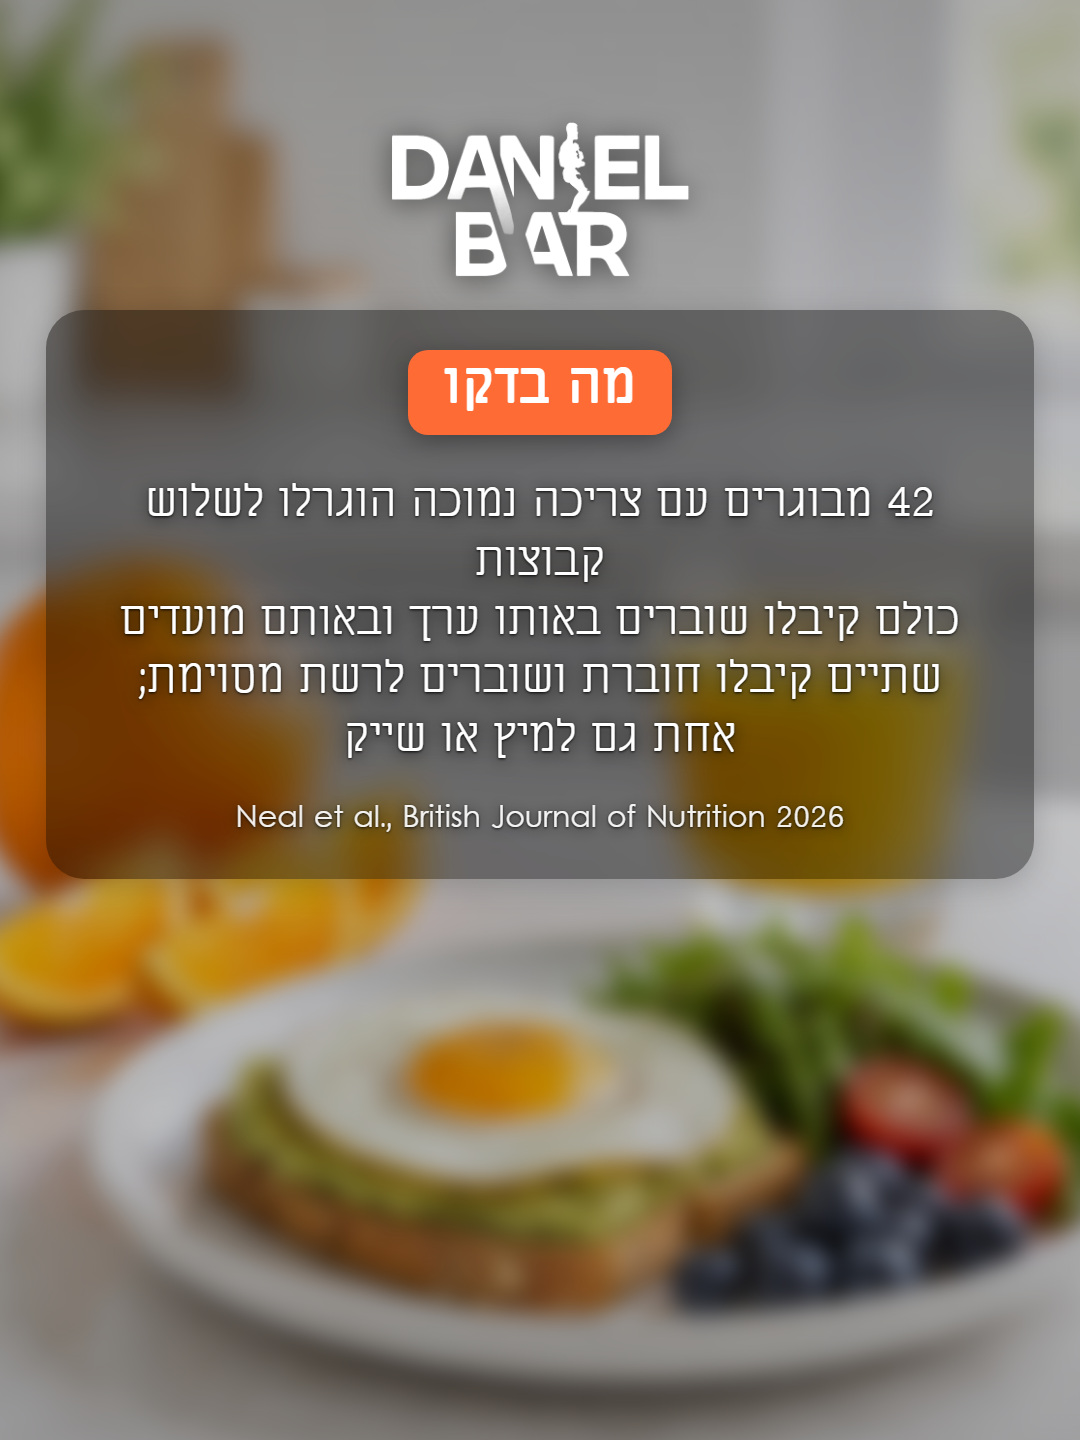 DANIEL
BAR
מה בדקו
42 מבוגרים עם צריכה נמוכה הוגרלו לשלוש
קבוצות
כולם קיבלו שוברים באותו ערך ובאותם מועדים
שתיים קיבלו חוברת ושוברים לרשת מסוימת;
אחת גם למיץ או שייק
Neal et al., British Journal of Nutrition 2026